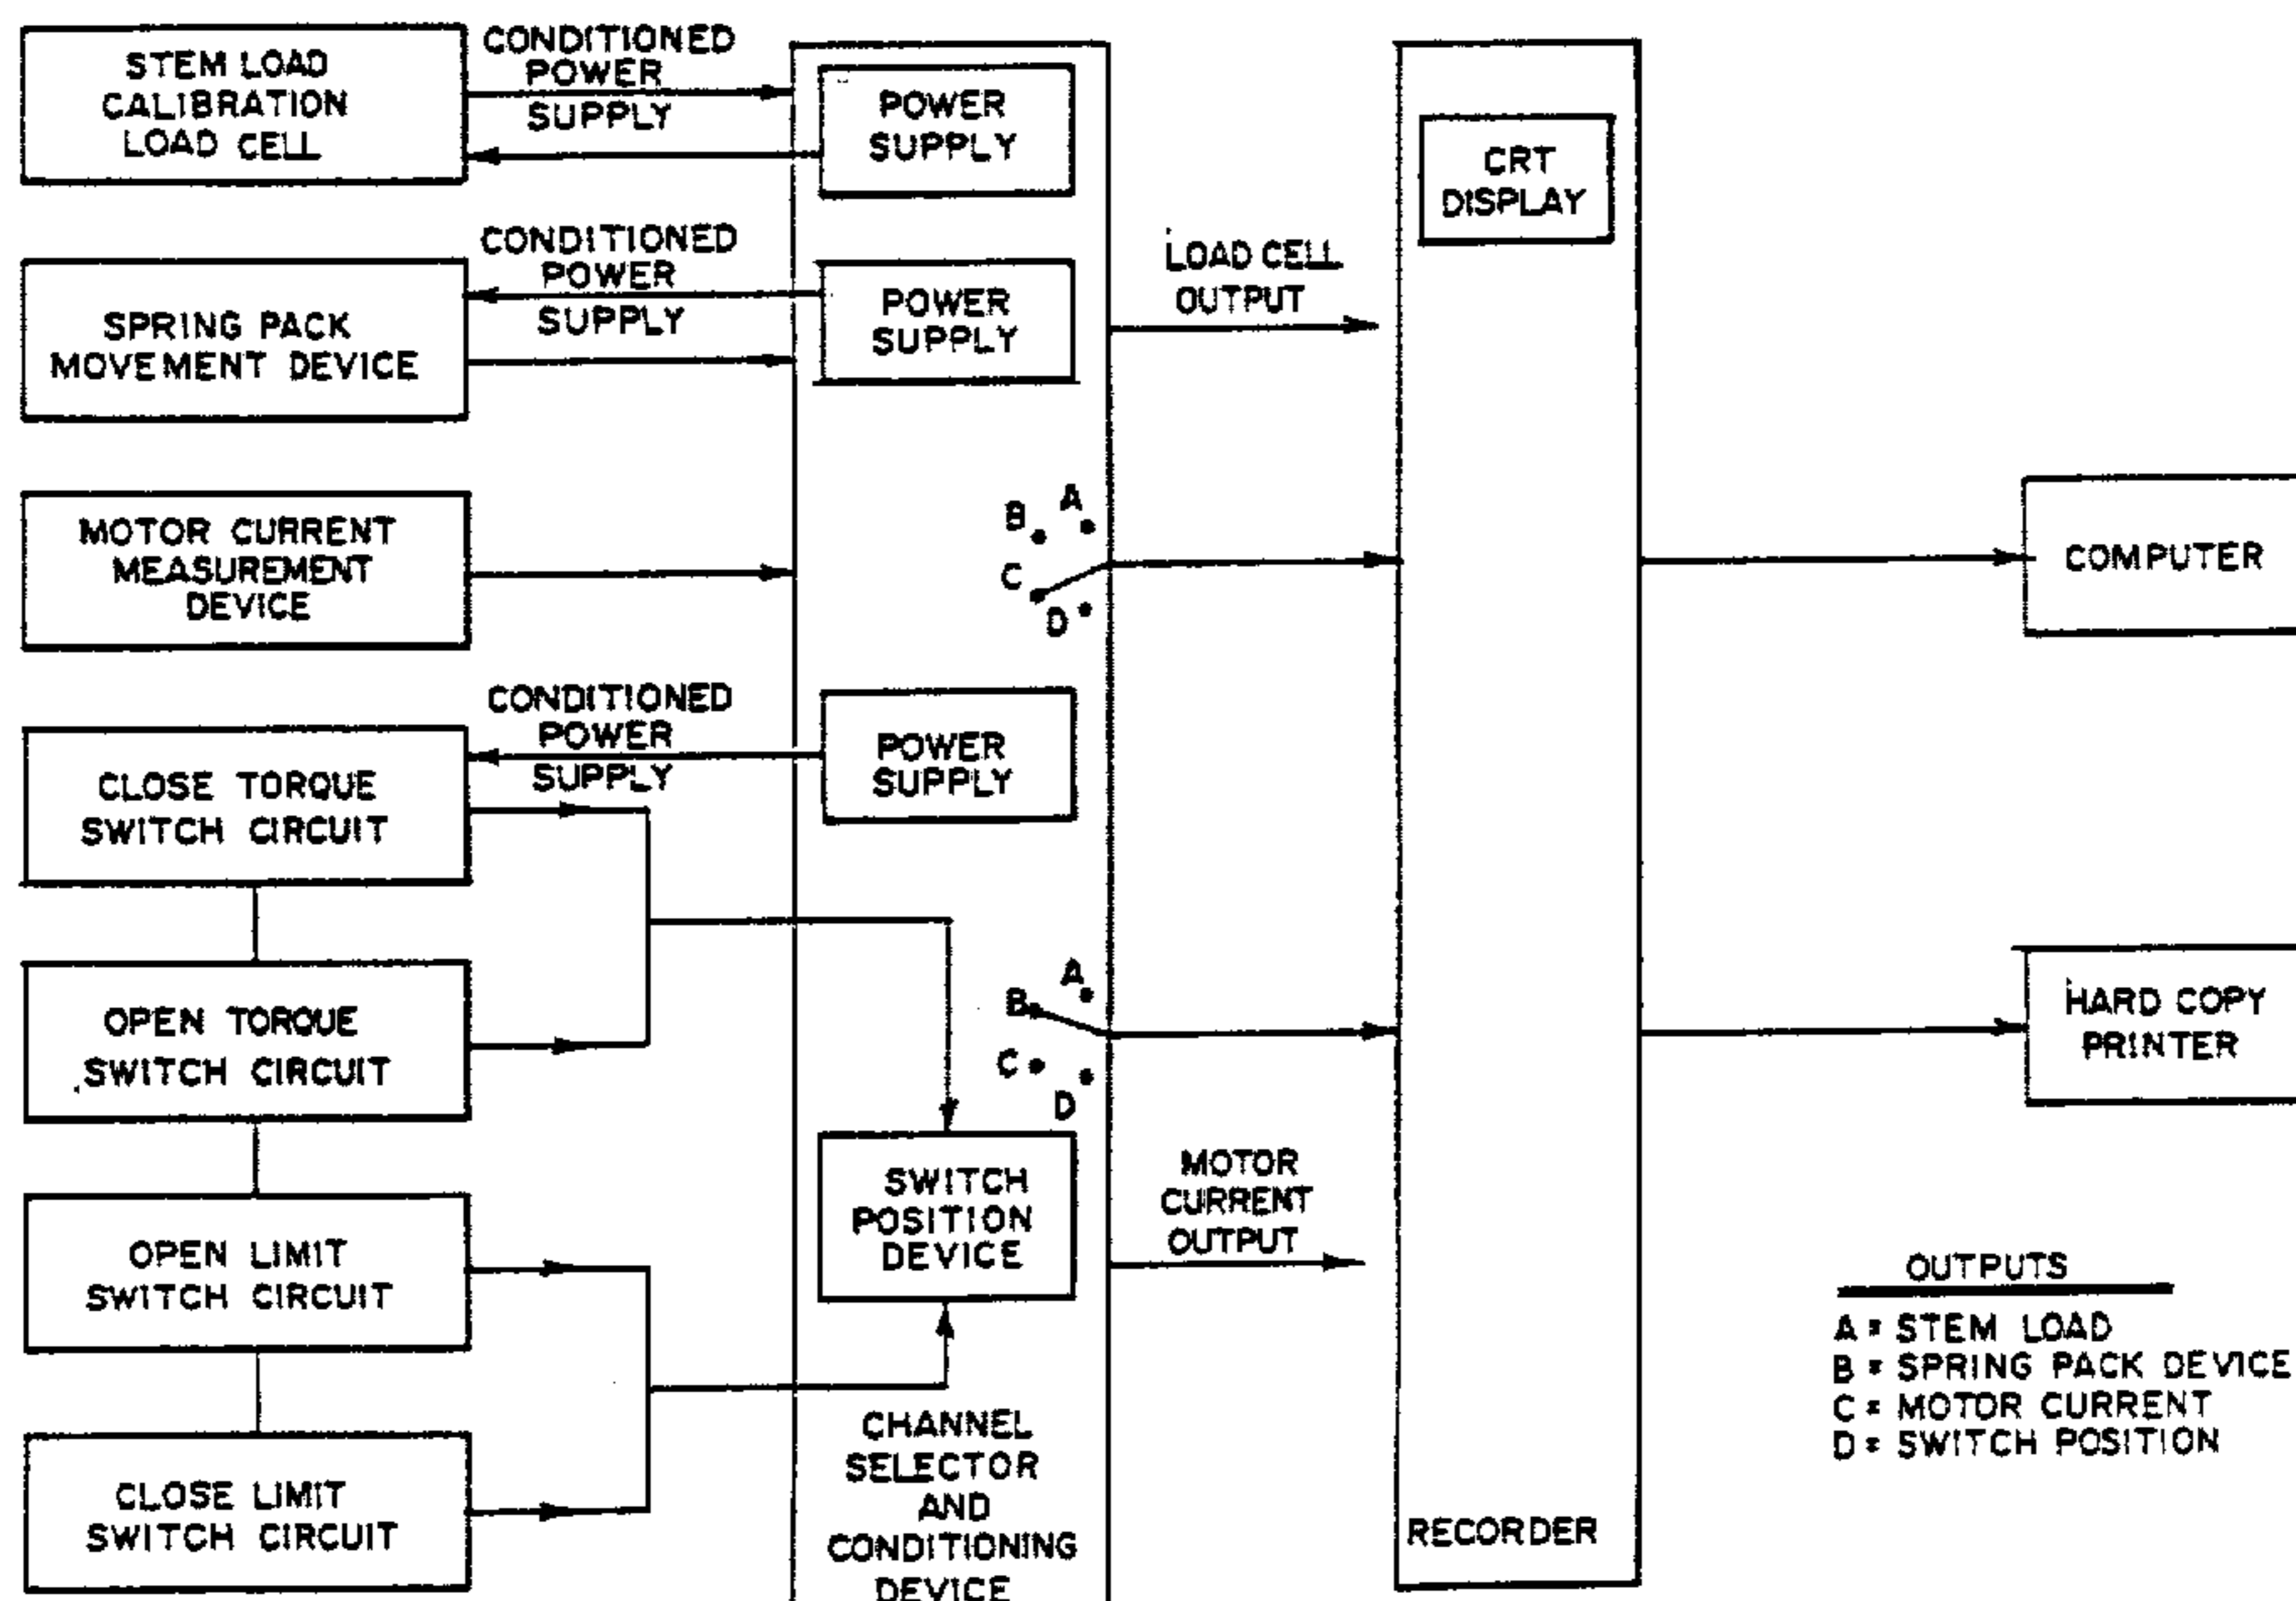 STEM LOAD
CALIBRATION
LOAD CELL
CONDITIONED
POWER
SUPPLY
POWER
SUPPLY
CRT
DISPLAY
SPRING PACK
MOVEMENT DEVICE
CONDITIONED
POWER
SUPPLY
POWER
SUPPLY
LOAD CELL
OUTPUT
MOTOR CURRENT
MEASUREMENT
DEVICE
A
B
C
D
COMPUTER
CLOSE TORQUE
SWITCH CIRCUIT
CONDITIONED
POWER
SUPPLY
POWER
SUPPLY
OPEN TORQUE
SWITCH CIRCUIT
A
B
C
D
HARD COPY
PRINTER
OPEN LIMIT
SWITCH CIRCUIT
SWITCH
POSITION
DEVICE
MOTOR
CURRENT
OUTPUT
CLOSE LIMIT
SWITCH CIRCUIT
CHANNEL
SELECTOR
AND
CONDITIONING
DEVICE
RECORDER
OUTPUTS
A = STEM LOAD
B = SPRING PACK DEVICE
C = MOTOR CURRENT
D = SWITCH POSITION